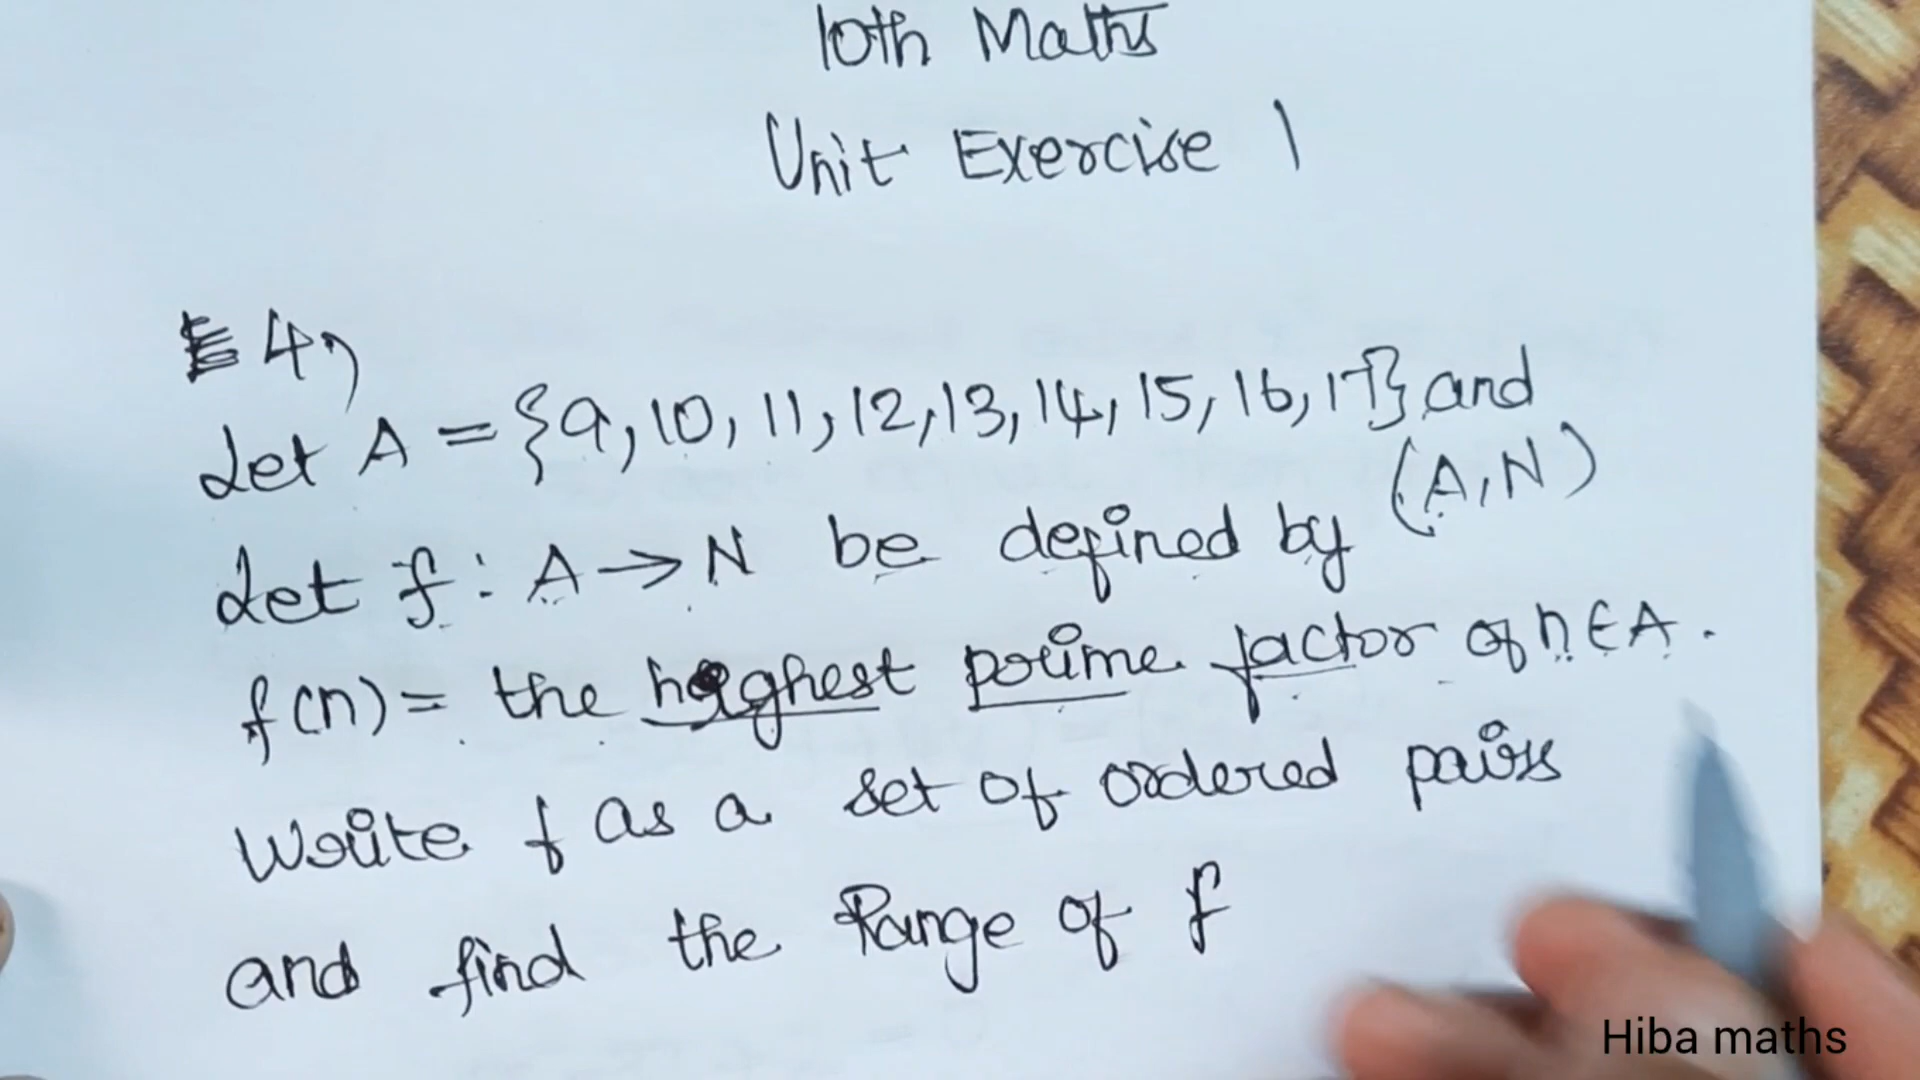 10th Maths
Unit Exercise 1
4)
Let A = {9, 10, 11, 12, 13, 14, 15, 16, 17} and
(A, N)
Let f : A → N be defined by
f(n) = the highest prime factor of n ∈ A.
Write f as a set of ordered pairs
and find the Range of f
Hiba maths